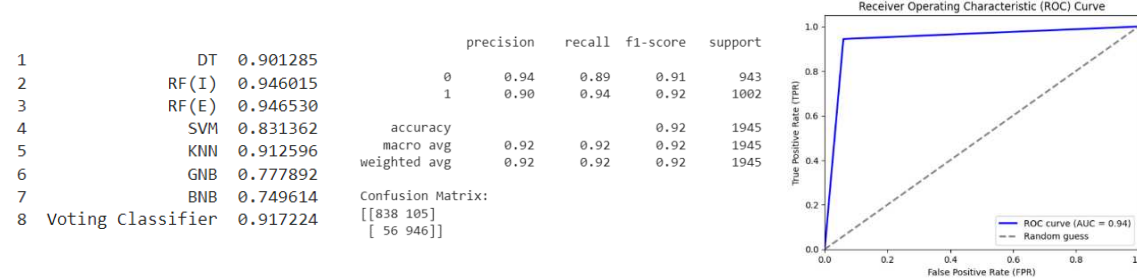 1 DT 0.901285
2 RF(I) 0.946015
3 RF(E) 0.946530
4 SVM 0.831362
5 KNN 0.912596
6 GNB 0.777892
7 BNB 0.749614
8 Voting Classifier 0.917224
precision recall f1-score support
0 0.94 0.89 0.91 943
1 0.90 0.94 0.92 1002
accuracy 0.92 1945
macro avg 0.92 0.92 0.92 1945
weighted avg 0.92 0.92 0.92 1945
Confusion Matrix:
[[838 105]
[ 56 946]]
Receiver Operating Characteristic (ROC) Curve
True Positive Rate (TPR)
1.0
0.8
0.6
0.4
0.2
0.0
ROC curve (AUC = 0.94)
Random guess
0.0 0.2 0.4 0.6 0.8
False Positive Rate (FPR)